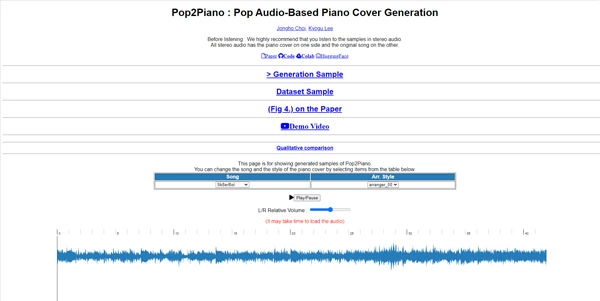 Pop2Piano : Pop Audio-Based Piano Cover Generation
Jongho Choi, Kyogu Lee
Before listening : We highly recommend that you listen to the samples in stereo audio.
All stereo audio has the piano cover on one side and the original song on the other
Paper Code Colab HuggingFace
> Generation Sample
Dataset Sample
(Fig 4.) on the Paper
Demo Video
Qualitative comparison
This page is for showing generated samples of Pop2Piano
You can change the song and the style of the piano cover by selecting items from the table below.
Song Arr. Style
Sk8erBoi arranger_00
Play/Pause
L/R Relative Volume :
(It may take time to load the audio)
0 5 10 15 20 25 30 35 40